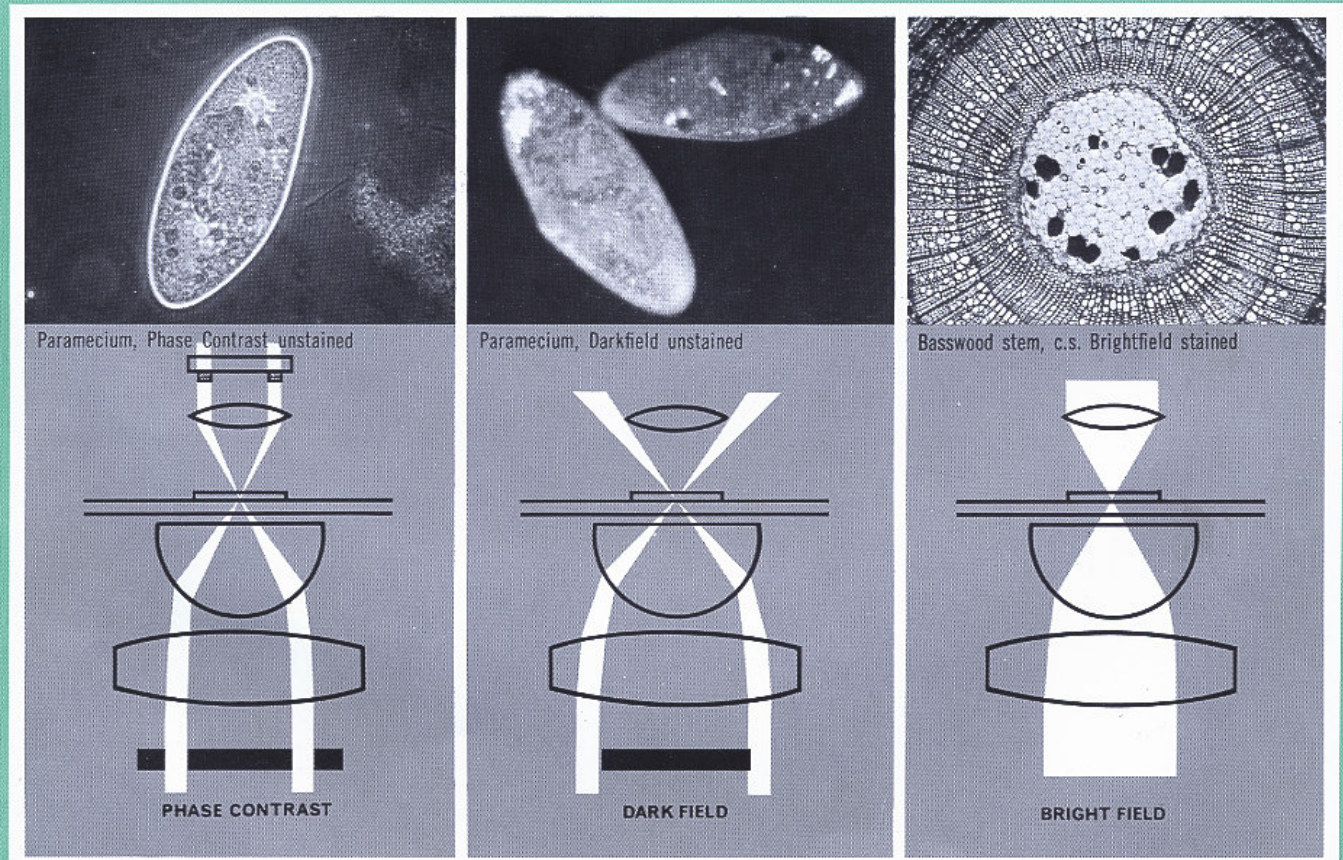 Paramecium, Phase Contrast unstained
Paramecium, Darkfield unstained
Basswood stem, c.s. Brightfield stained
PHASE CONTRAST
DARK FIELD
BRIGHT FIELD